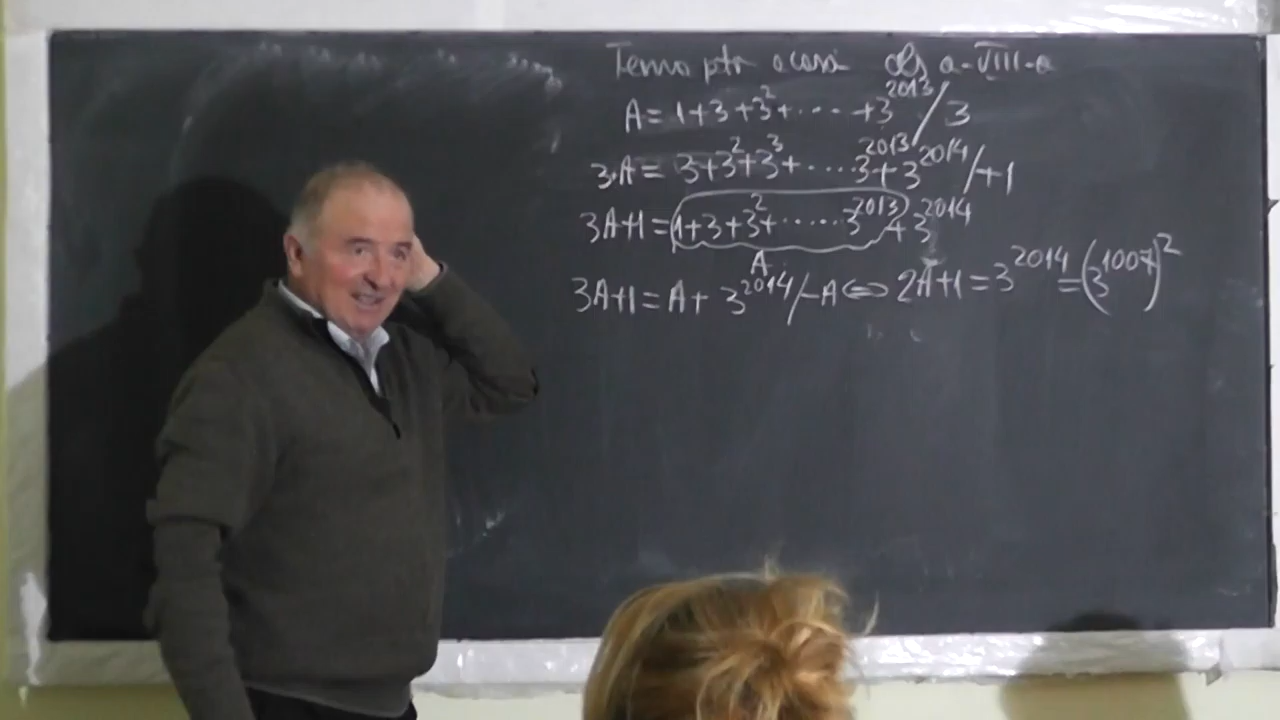 Tema ptr acasă cls a-VIII-a
A = 1+3+3²+.....+3²⁰¹³ / 3
3·A = 3+3²+3³+.....3²⁰¹³+3²⁰¹⁴ /+1
3A+1 = (1+3+3²+......3²⁰¹³)+3²⁰¹⁴
A
3A+1 = A+ 3²⁰¹⁴ /-A ⇔ 2A+1 = 3²⁰¹⁴ = (3¹⁰⁰⁷)²